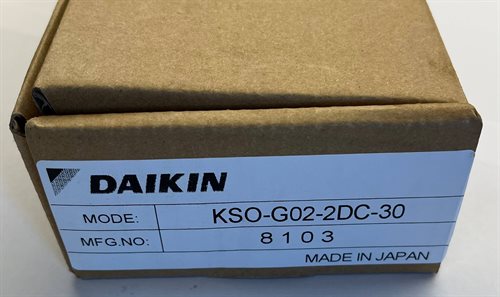 DAIKIN
MODE: KSO-G02-2DC-30
MFG.NO: 8103
MADE IN JAPAN